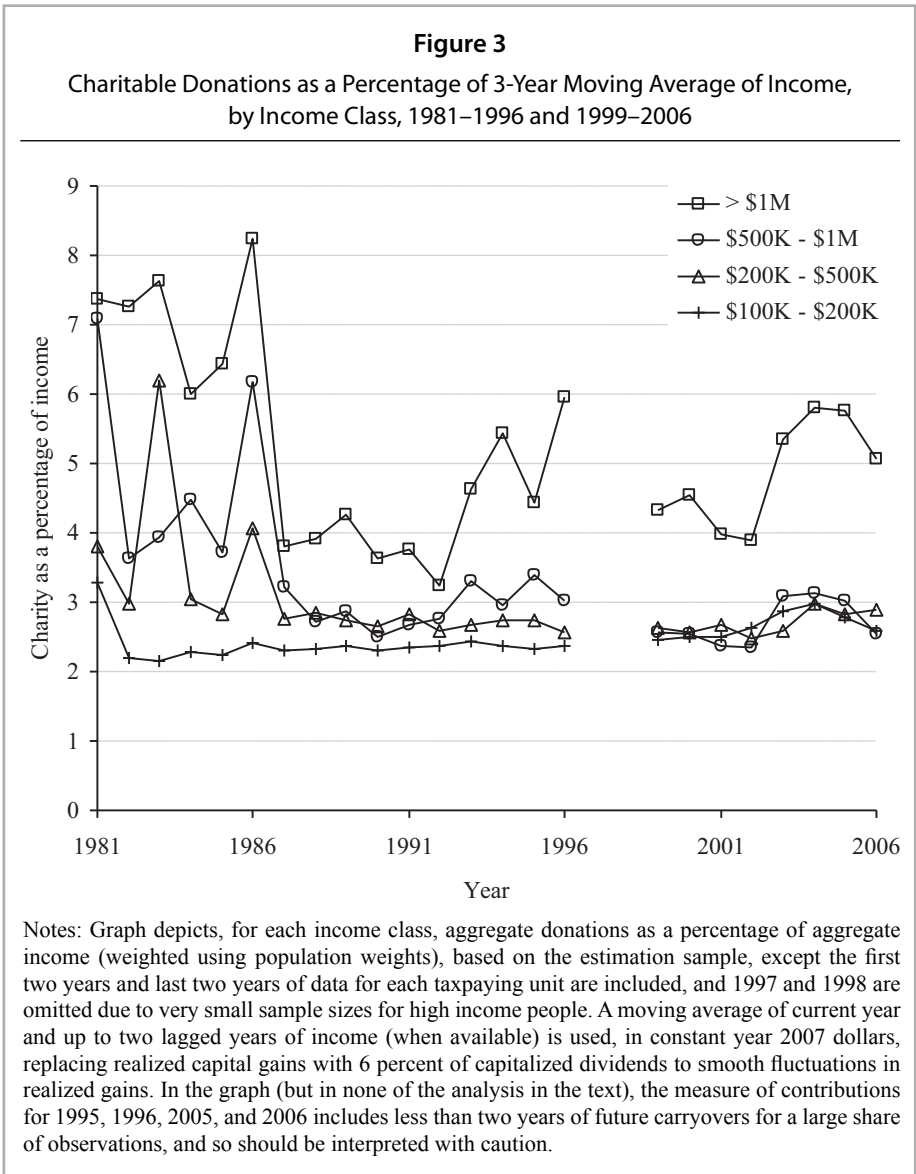 Figure 3
Charitable Donations as a Percentage of 3-Year Moving Average of Income,
by Income Class, 1981–1996 and 1999–2006
9
8
7
6
5
4
3
2
1
0
Charity as a percentage of income
> $1M
$500K - $1M
$200K - $500K
$100K - $200K
1981
1986
1991
1996
2001
2006
Year
Notes: Graph depicts, for each income class, aggregate donations as a percentage of aggregate
income (weighted using population weights), based on the estimation sample, except the first
two years and last two years of data for each taxpaying unit are included, and 1997 and 1998 are
omitted due to very small sample sizes for high income people. A moving average of current year
and up to two lagged years of income (when available) is used, in constant year 2007 dollars,
replacing realized capital gains with 6 percent of capitalized dividends to smooth fluctuations in
realized gains. In the graph (but in none of the analysis in the text), the measure of contributions
for 1995, 1996, 2005, and 2006 includes less than two years of future carryovers for a large share
of observations, and so should be interpreted with caution.